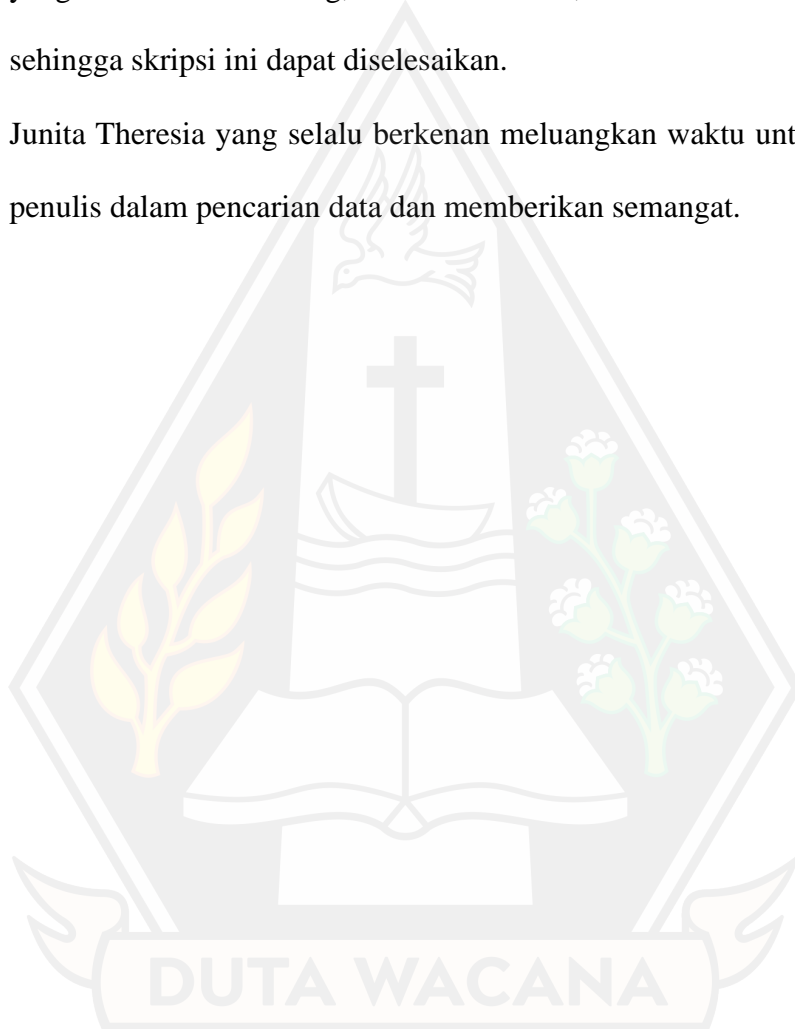 sehingga skripsi ini dapat diselesaikan.
Junita Theresia yang selalu berkenan meluangkan waktu
penulis dalam pencarian data dan memberikan semangat.
DUTA WACANA